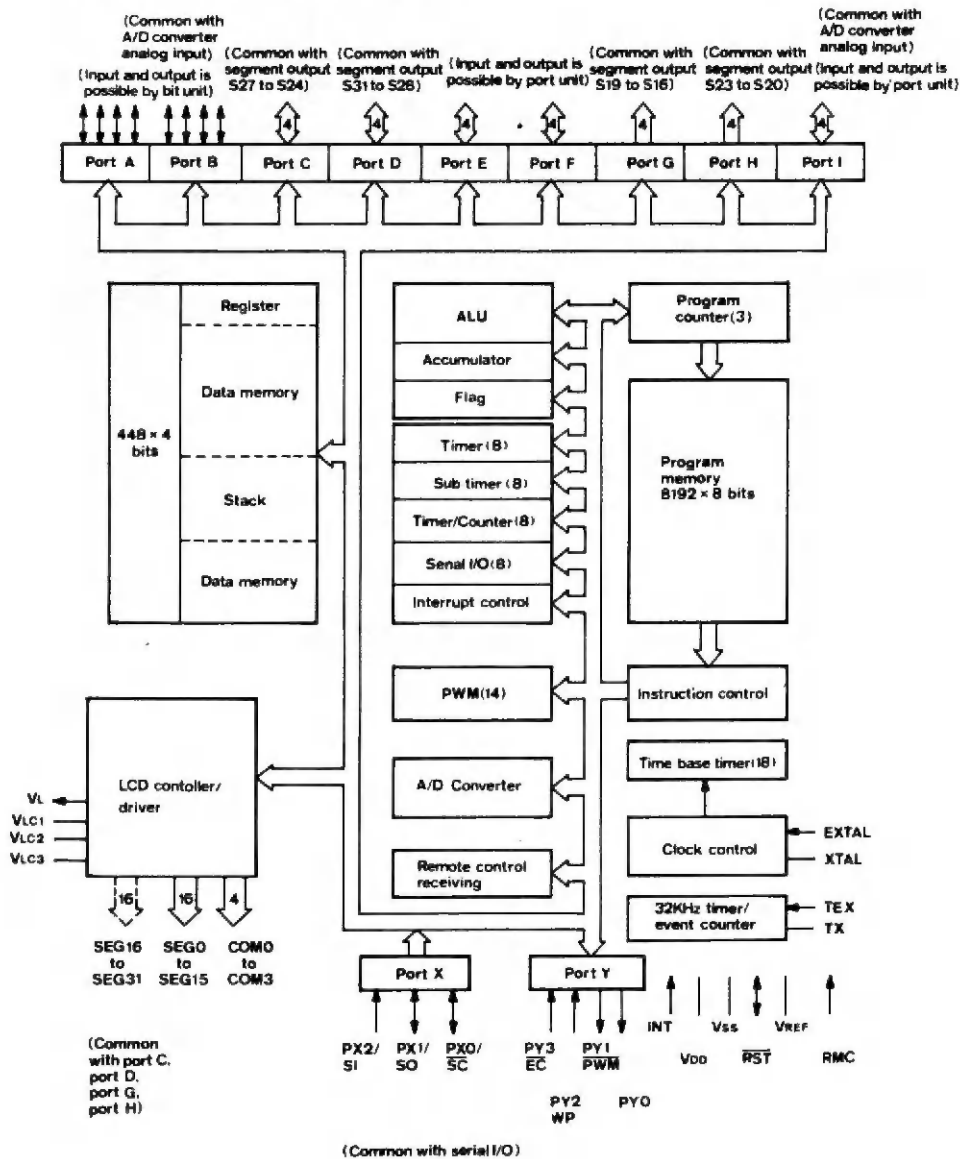 (Common with
A/D converter
analog input)
(Input and output is
possible by bit unit)
(Common with
segment output
S27 to S24)
(Common with
segment output
S31 to S28)
(Input and output is
possible by port unit)
(Common with
segment output
S19 to S16)
(Common with
segment output
S23 to S20)
(Common with
A/D converter
analog input)
(Input and output is
possible by port unit)
4 4 4 4 4 4 4
Port A Port B Port C Port D Port E Port F Port G Port H Port I
448 × 4
bits
Register
Data memory
Stack
Data memory
ALU
Accumulator
Flag
Timer (8)
Sub timer (8)
Timer/Counter (8)
Senal I/O (8)
Interrupt control
PWM(14)
A/D Converter
Remote control
receiving
Program
counter (3)
Program
memory
8192 × 8 bits
Instruction control
Time base timer (18)
Clock control
EXTAL
XTAL
32KHz timer/
event counter
TEX
TX
LCD contoller/
driver
VL
VLC1
VLC2
VLC3
16 16 4
SEG16
to
SEG31
SEG0
to
SEG15
COM0
to
COM3
(Common
with port C,
port D,
port G,
port H)
Port X
PX2/
SI
PX1/
SO
PX0/
SC
Port Y
PY3
EC
PY2
WP
PY1
PWM
PY0
INT
VDD
VSS
RST
VREF
RMC
(Common with serial I/O)